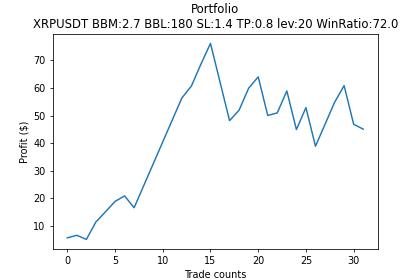 Portfolio
XRPUSDT BBM:2.7 BBL:180 SL:1.4 TP:0.8 lev:20 WinRatio:72.0
70
60
50
40
30
20
10
Profit ($)
0 5 10 15 20 25 30
Trade counts